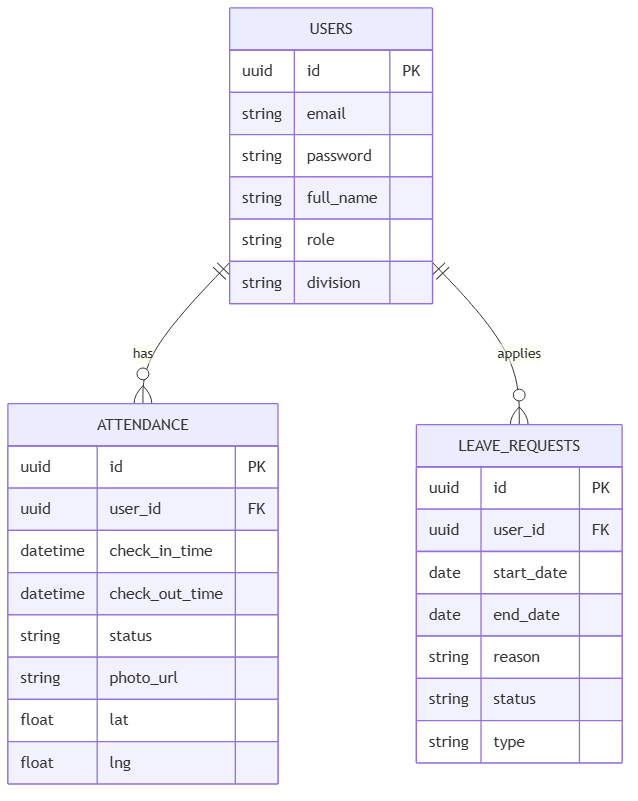 USERS
uuid id PK
string email
string password
string full_name
string role
string division
has
applies
ATTENDANCE
uuid id PK
uuid user_id FK
datetime check_in_time
datetime check_out_time
string status
string photo_url
float lat
float lng
LEAVE_REQUESTS
uuid id PK
uuid user_id FK
date start_date
date end_date
string reason
string status
string type